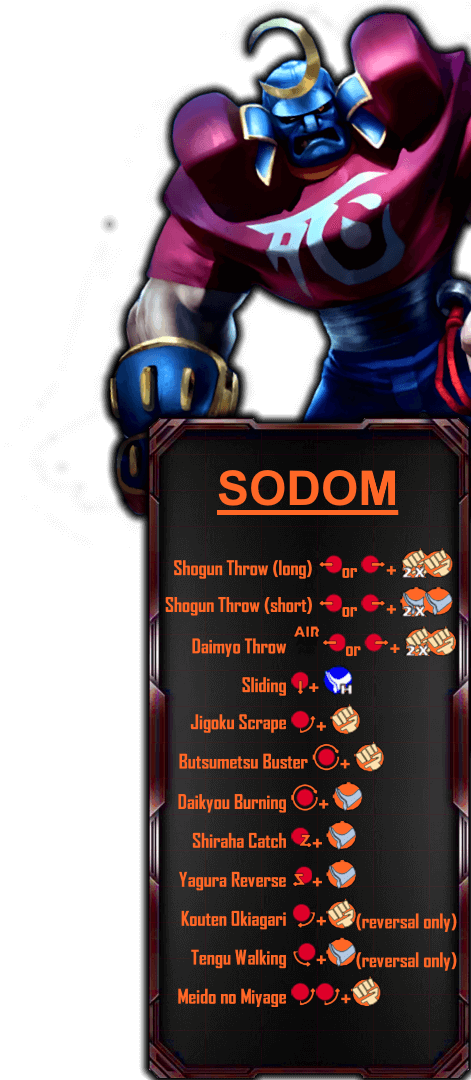 SODOM
Shogun Throw (long) or + 2X
Shogun Throw (short) or + 2X
AIR
Daimyo Throw or + 2X
Sliding + H
Jigoku Scrape +
Butsumetsu Buster +
Daikyou Burning +
Shiraha Catch +
Yagura Reverse +
Kouten Okiagari + (reversal only)
Tengu Walking + (reversal only)
Meido no Miyage +